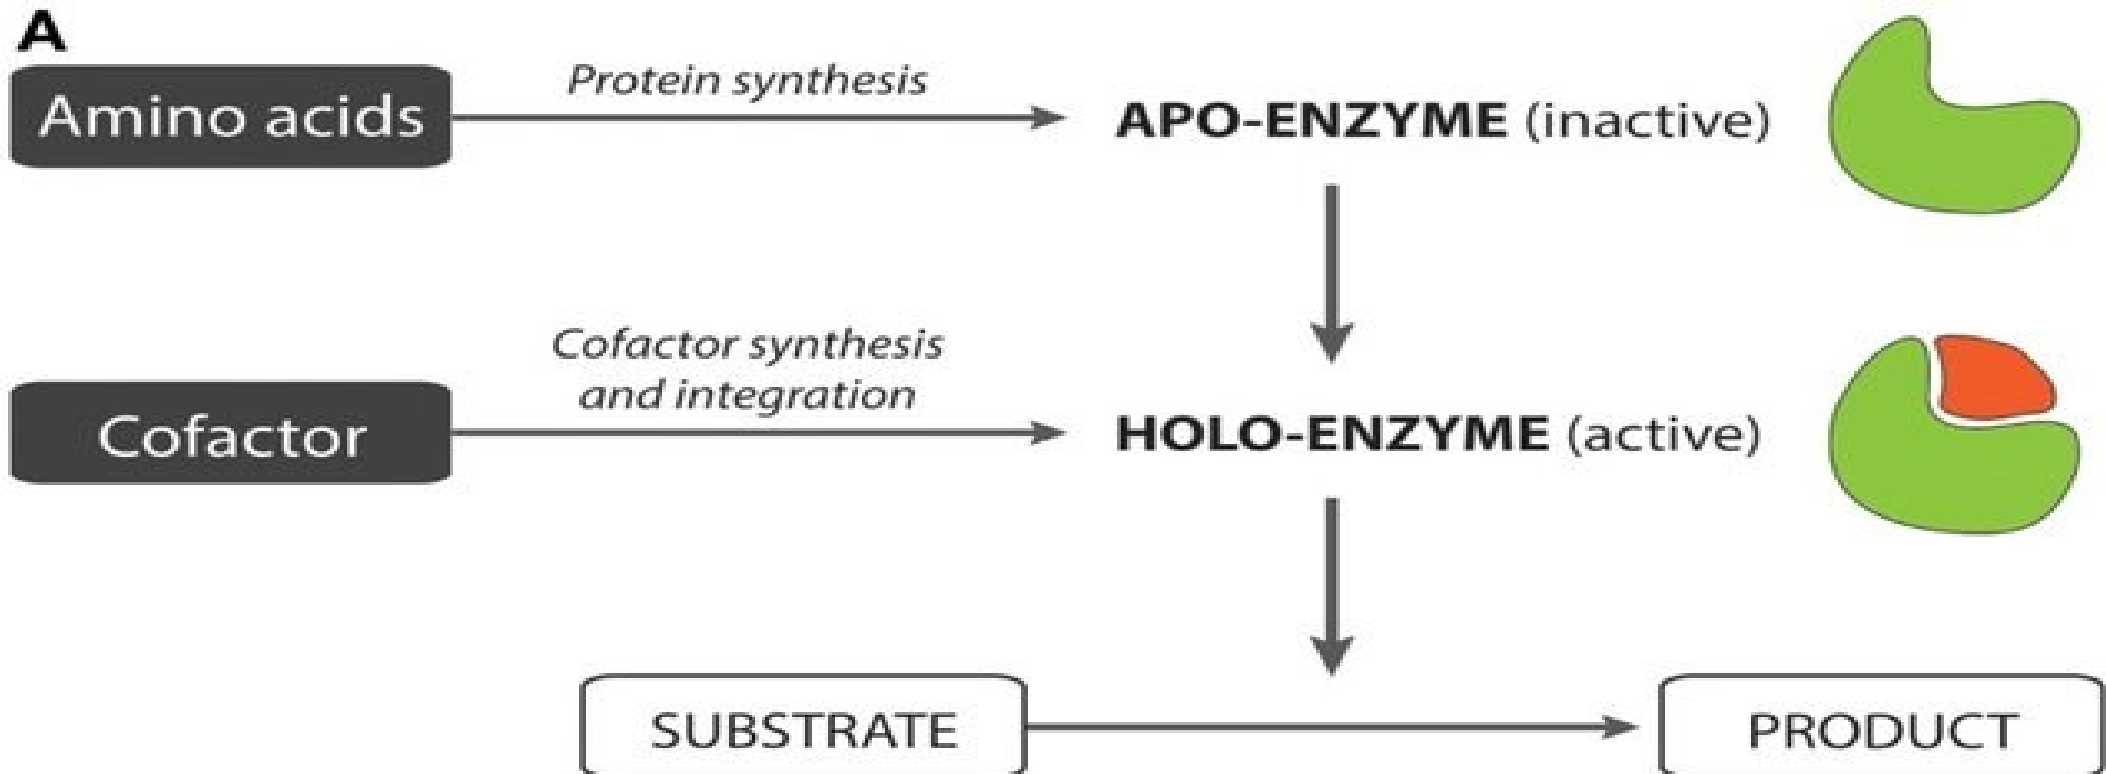 A
Amino acids
Protein synthesis
APO-ENZYME (inactive)
Cofactor synthesis
and integration
Cofactor
HOLO-ENZYME (active)
SUBSTRATE
PRODUCT